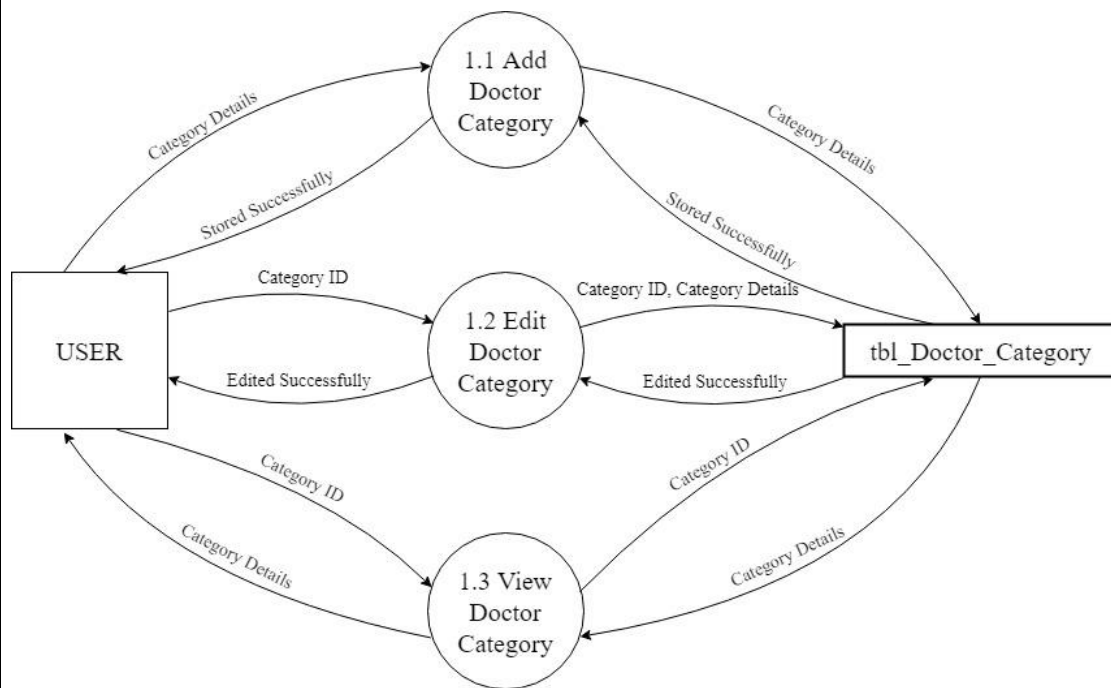 1.1 Add
Doctor
Category
Category Details
Category Details
Stored Successfully
Stored Successfully
Category ID
Category ID, Category Details
1.2 Edit
Doctor
Category
USER
tbl_Doctor_Category
Edited Successfully
Edited Successfully
Category ID
Category ID
Category Details
Category Details
1.3 View
Doctor
Category